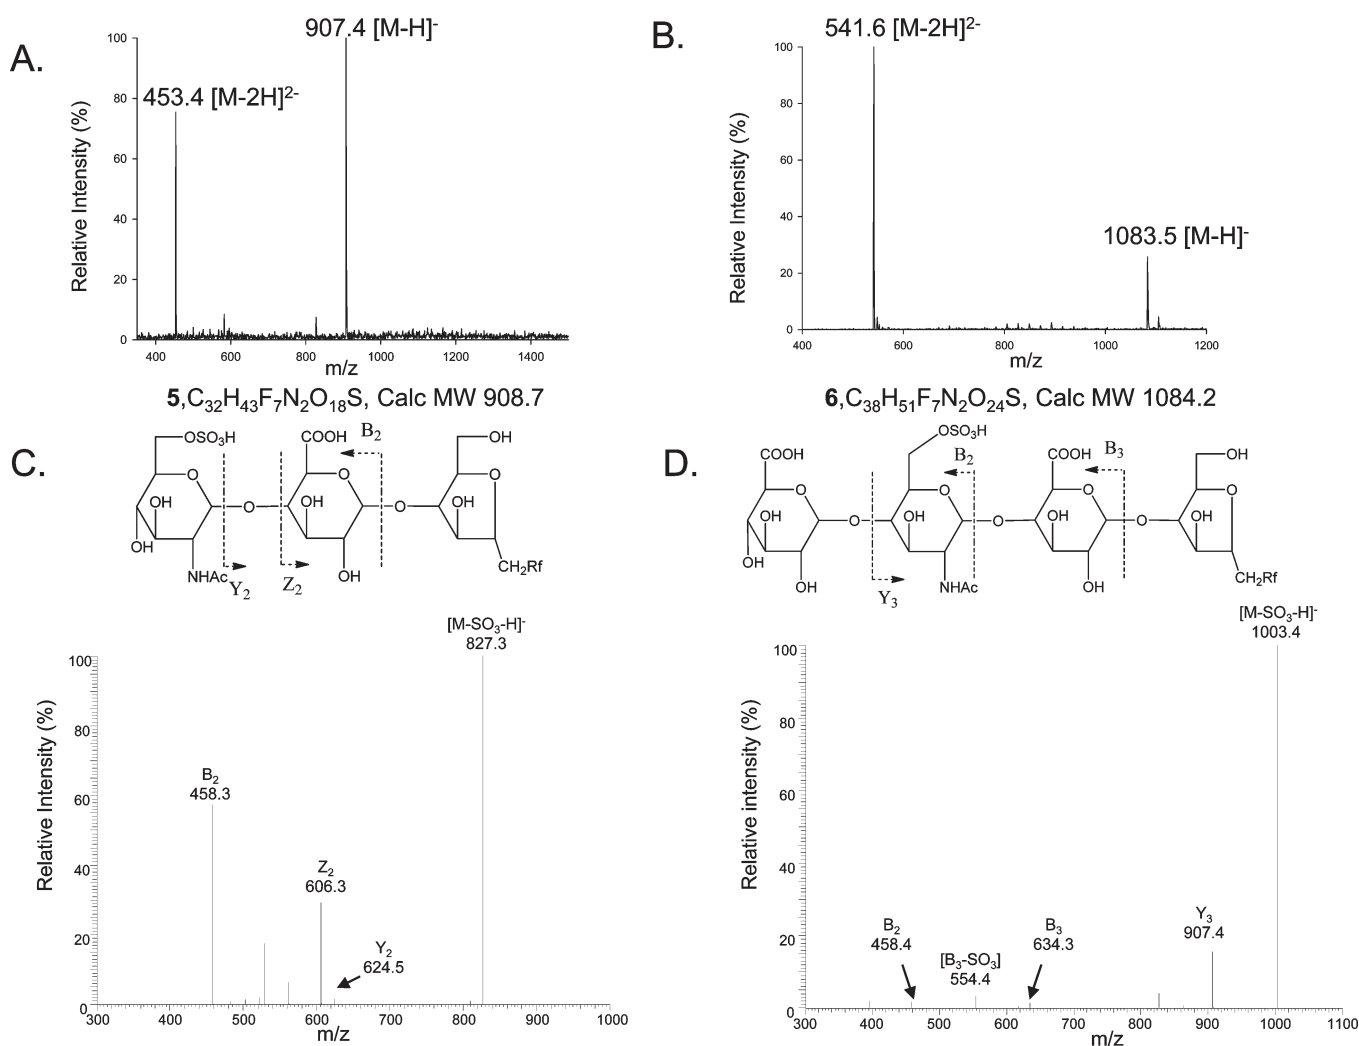 A.
907.4 [M-H]-
453.4 [M-2H]2-
Relative Intensity (%)
100
80
60
40
20
0
400 600 800 1000 1200 1400
m/z
5,C32H43F7N2O18S, Calc MW 908.7
B.
541.6 [M-2H]2-
1083.5 [M-H]-
Relative Intensity (%)
100
80
60
40
20
0
400 600 800 1000 1200
m/z
6,C38H51F7N2O24S, Calc MW 1084.2
C.
OSO3H COOH B2 OH
O O O
OH O OH O OH
OH
NHAc Y2 Z2 OH CH2Rf
[M-SO3-H]-
827.3
B2
458.3
Z2
606.3
Y2
624.5
Relative Intensity (%)
100
80
60
40
20
0
300 400 500 600 700 800 900 1000
m/z
D.
OSO3H
COOH B2 COOH B3 OH
O O O O
OH O OH O OH O OH
OH
OH Y3 NHAc OH CH2Rf
[M-SO3-H]-
1003.4
B2
458.4
[B3-SO3]
554.4
B3
634.3
Y3
907.4
Relative intensity (%)
100
80
60
40
20
0
300 400 500 600 700 800 900 1000 1100
m/z